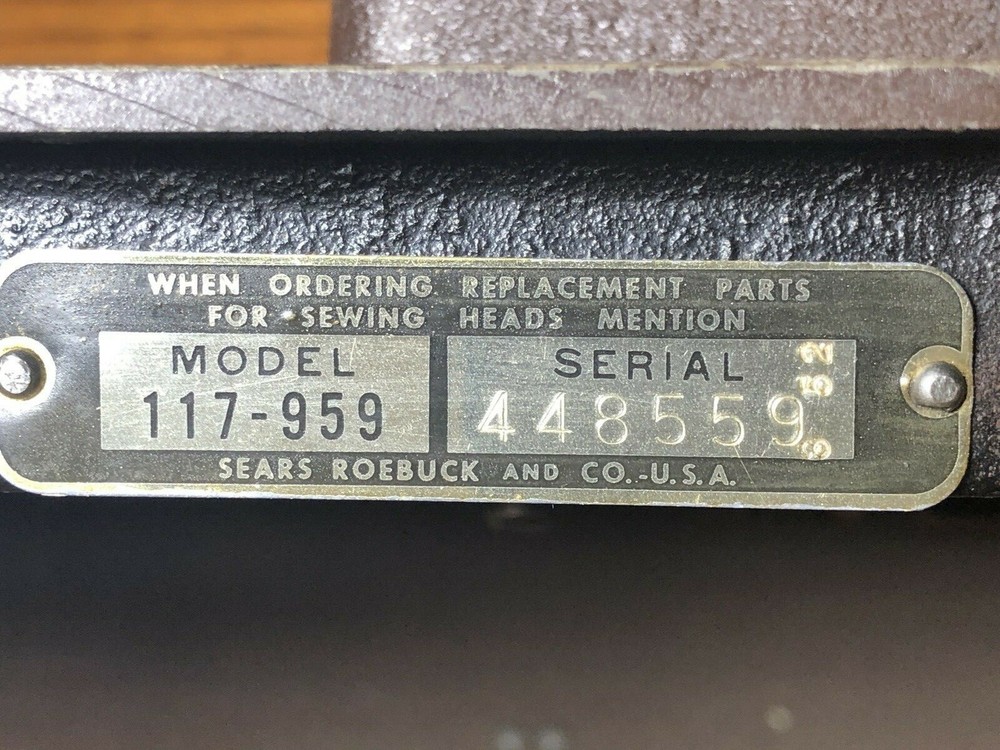 WHEN ORDERING REPLACEMENT PARTS
FOR SEWING HEADS MENTION
MODEL
117-959
SERIAL
448559
SEARS ROEBUCK AND CO.-U.S.A.